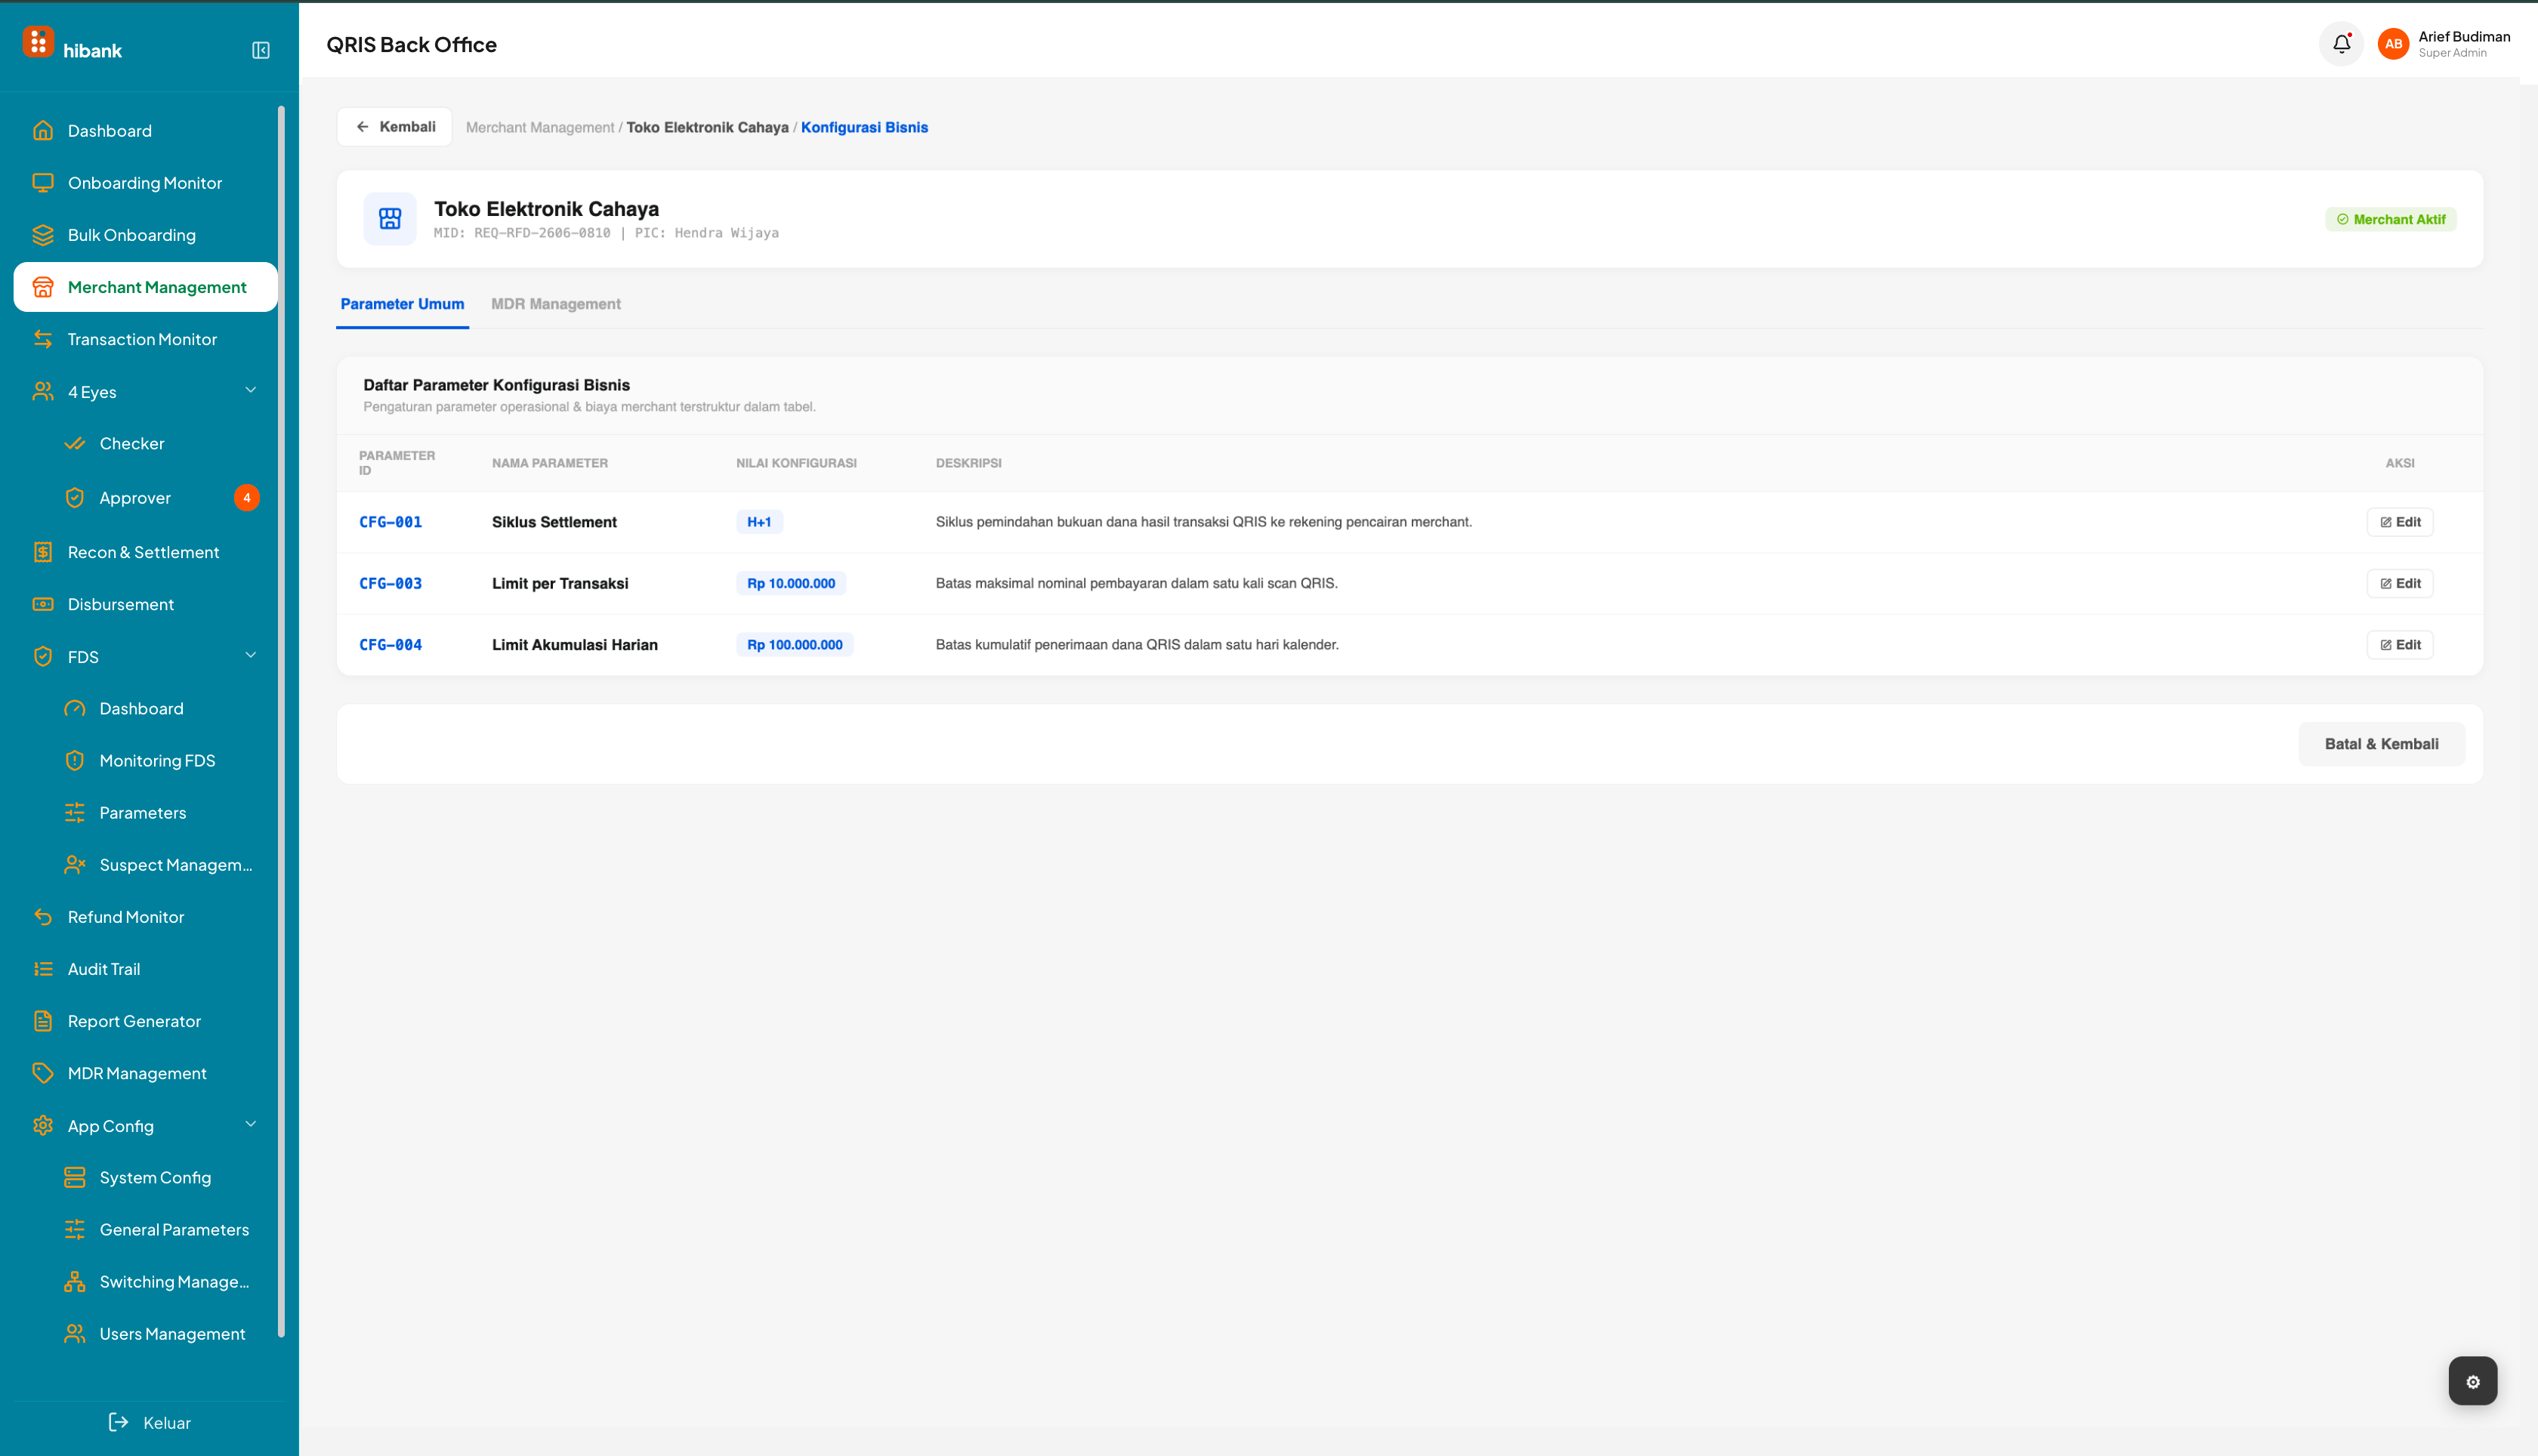 hibank
QRIS Back Office
AB
Arief Budiman
Super Admin
Dashboard
Onboarding Monitor
Bulk Onboarding
Merchant Management
Transaction Monitor
4 Eyes
Checker
Approver
4
Recon & Settlement
Disbursement
FDS
Dashboard
Monitoring FDS
Parameters
Suspect Managem...
Refund Monitor
Audit Trail
Report Generator
MDR Management
App Config
System Config
General Parameters
Switching Manage...
Users Management
Keluar
Kembali
Merchant Management / Toko Elektronik Cahaya / Konfigurasi Bisnis
Toko Elektronik Cahaya
MID: REQ-RFD-2606-0810 | PIC: Hendra Wijaya
Merchant Aktif
Parameter Umum
MDR Management
Daftar Parameter Konfigurasi Bisnis
Pengaturan parameter operasional & biaya merchant terstruktur dalam tabel.
PARAMETER ID NAMA PARAMETER NILAI KONFIGURASI DESKRIPSI AKSI
CFG-001 Siklus Settlement H+1 Siklus pemindahan bukuan dana hasil transaksi QRIS ke rekening pencairan merchant. Edit
CFG-003 Limit per Transaksi Rp 10.000.000 Batas maksimal nominal pembayaran dalam satu kali scan QRIS. Edit
CFG-004 Limit Akumulasi Harian Rp 100.000.000 Batas kumulatif penerimaan dana QRIS dalam satu hari kalender. Edit
Batal & Kembali